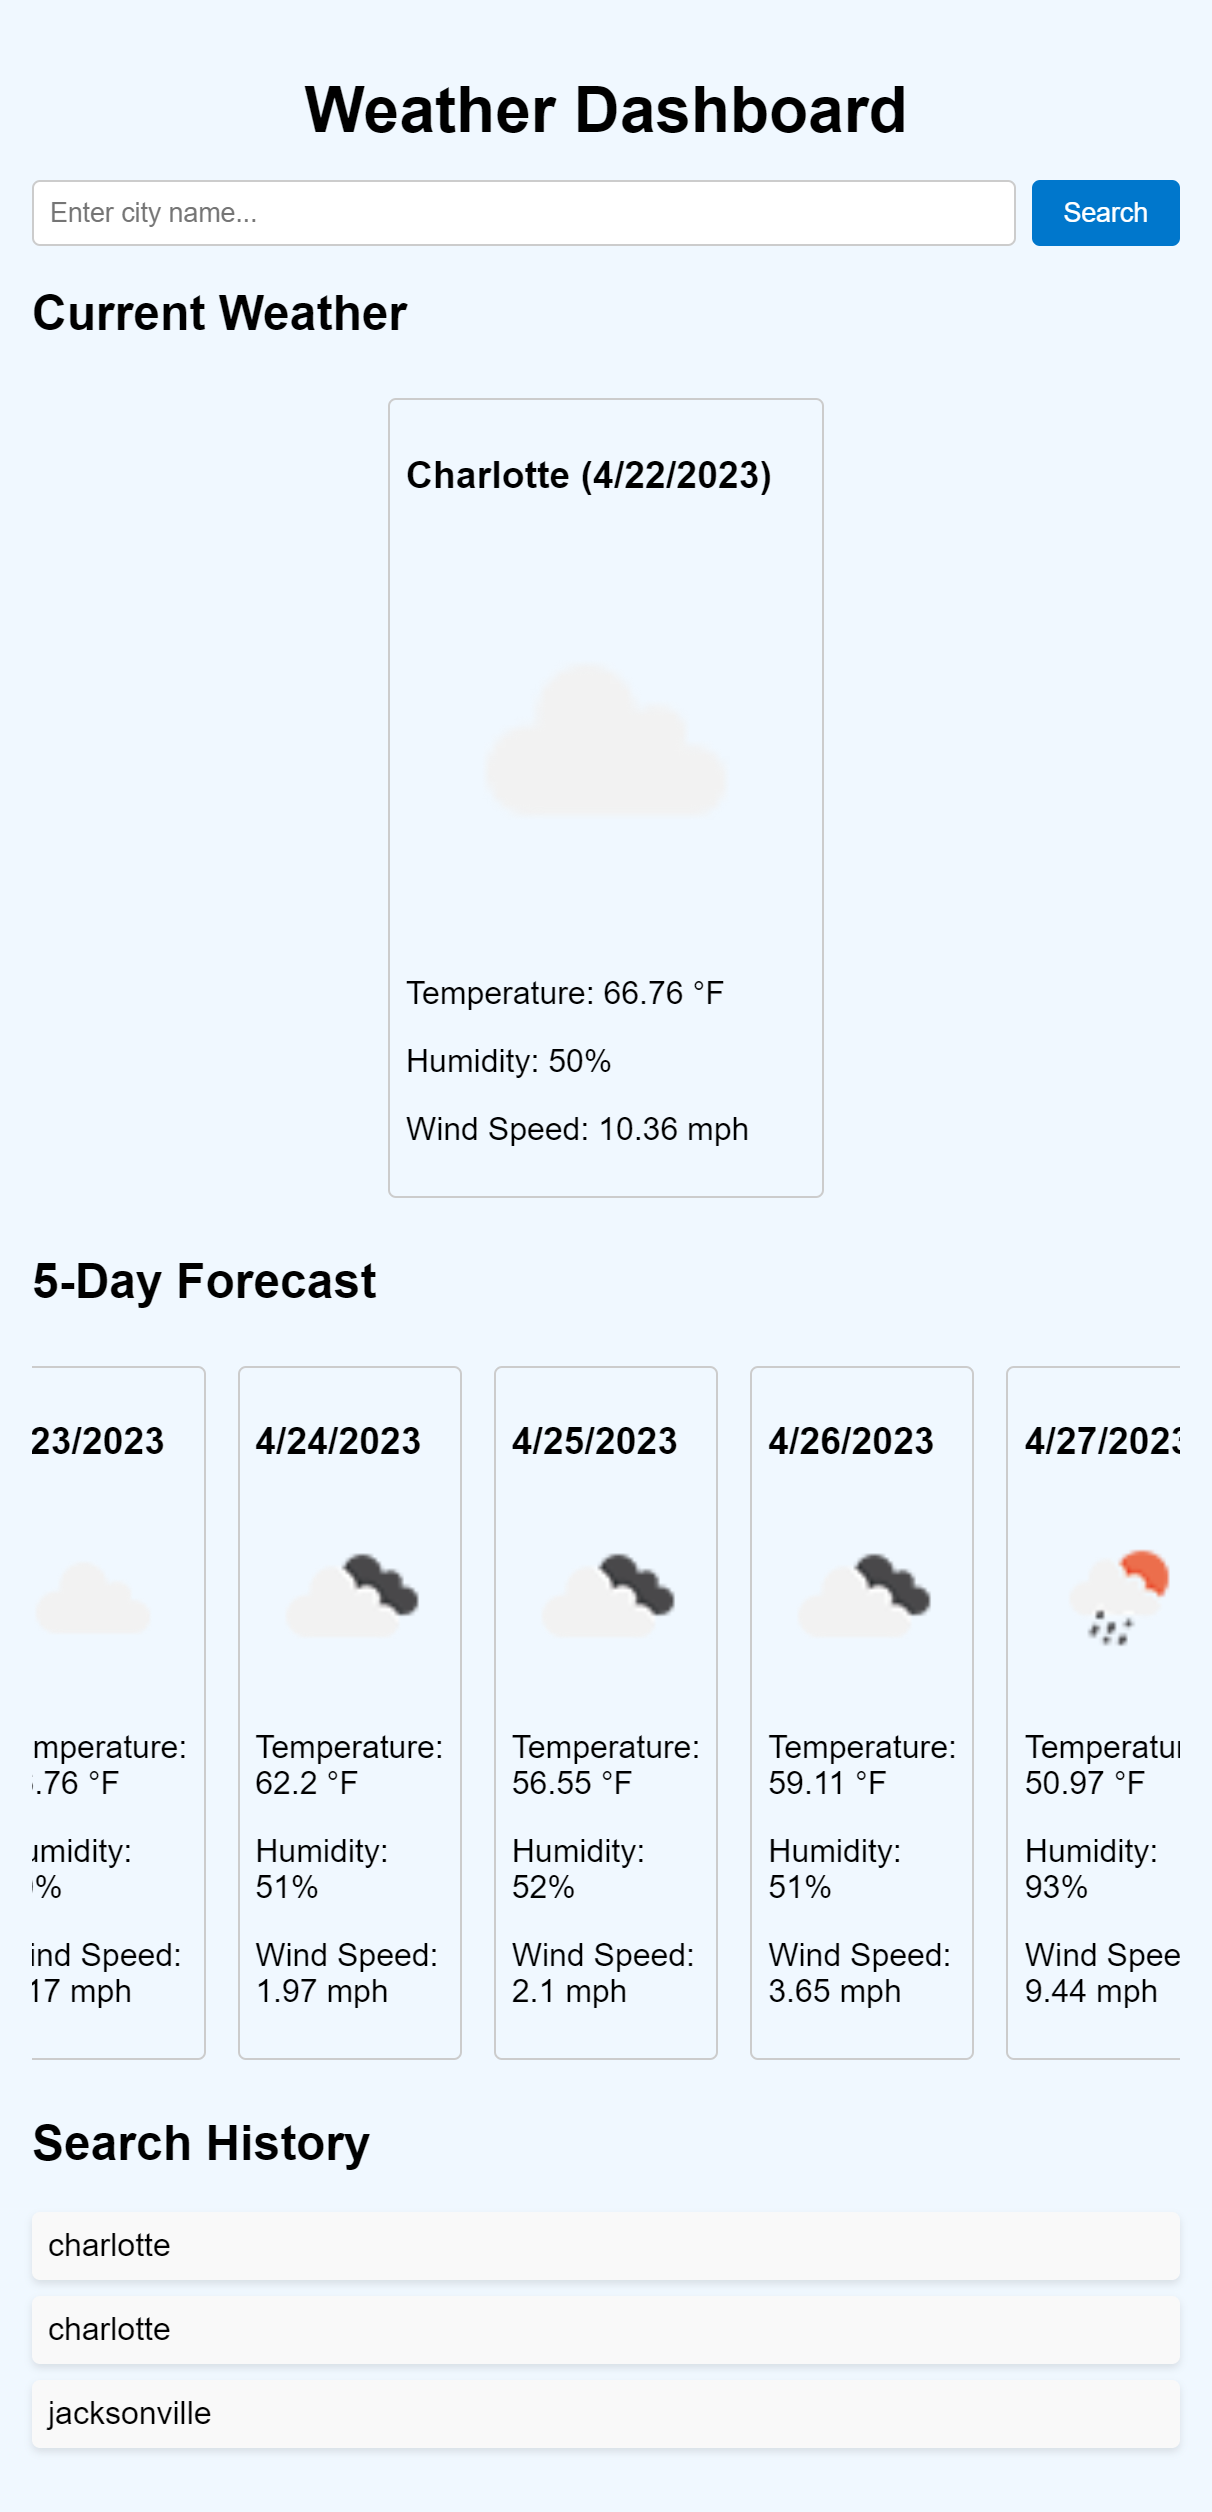 Weather Dashboard
Enter city name...
Search
Current Weather
Charlotte (4/22/2023)
Temperature: 66.76 °F
Humidity: 50%
Wind Speed: 10.36 mph
5-Day Forecast
23/2023
mperature:
.76 °F
umidity:
%
ind Speed:
17 mph
4/24/2023
Temperature:
62.2 °F
Humidity:
51%
Wind Speed:
1.97 mph
4/25/2023
Temperature:
56.55 °F
Humidity:
52%
Wind Speed:
2.1 mph
4/26/2023
Temperature:
59.11 °F
Humidity:
51%
Wind Speed:
3.65 mph
4/27/2023
Temperatur
50.97 °F
Humidity:
93%
Wind Spee
9.44 mph
Search History
charlotte
charlotte
jacksonville